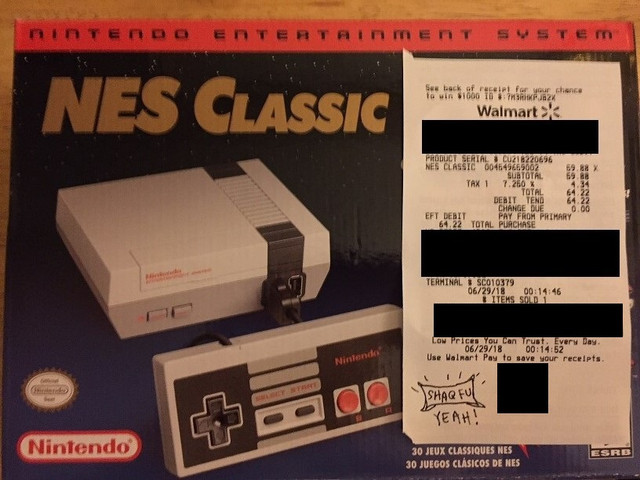 NINTENDO ENTERTAINMENT SYSTEM™
NES CLASSIC
See back of receipt for your chance
to win $1000 ID #:7M3RHKPJBZX
Walmart
PRODUCT SERIAL # CU218220696
NES CLASSIC 004549659002 59.88 X
SUBTOTAL 59.88
TAX 1 7.250 % 4.34
TOTAL 64.22
DEBIT TEND 64.22
CHANGE DUE 0.00
EFT DEBIT PAY FROM PRIMARY
64.22 TOTAL PURCHASE
TERMINAL # SC010379
06/29/18 00:14:46
# ITEMS SOLD 1
Low Prices You Can Trust. Every Day.
06/29/18 00:14:52
Use Walmart Pay to save your receipts.
SHAQ FU
YEAH!
Nintendo
Nintendo
SELECT START
B A
Official
Nintendo
Seal
Nintendo
30 JEUX CLASSIQUES NES
30 JUEGOS CLÁSICOS DE NES
ESRB